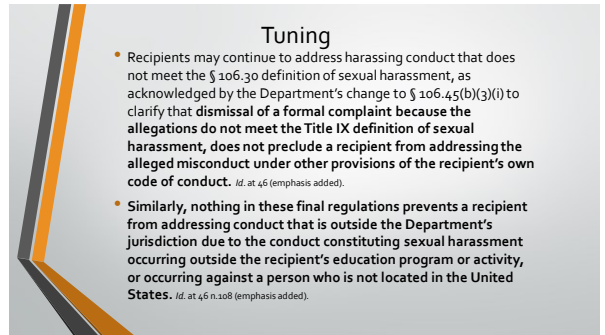 Tuning
• Recipients may continue to address harassing conduct that does
not meet the § 106.30 definition of sexual harassment, as
acknowledged by the Department’s change to § 106.45(b)(3)(i) to
clarify that dismissal of a formal complaint because the
allegations do not meet the Title IX definition of sexual
harassment, does not preclude a recipient from addressing the
alleged misconduct under other provisions of the recipient’s own
code of conduct. Id. at 46 (emphasis added).
• Similarly, nothing in these final regulations prevents a recipient
from addressing conduct that is outside the Department’s
jurisdiction due to the conduct constituting sexual harassment
occurring outside the recipient’s education program or activity,
or occurring against a person who is not located in the United
States. Id. at 46 n.108 (emphasis added).